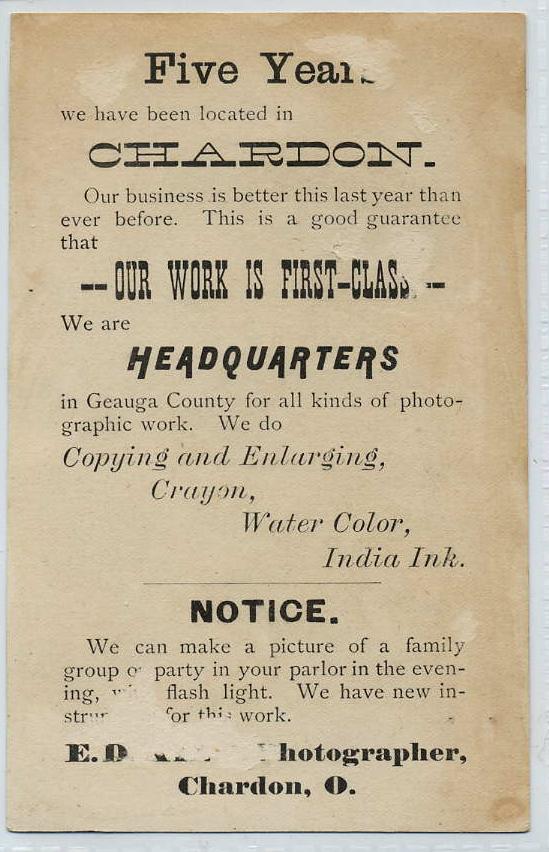 Five Years
we have been located in
CHARDON.
Our business is better this last year than
ever before. This is a good guarantee
that
—OUR WORK IS FIRST-CLASS.—
We are
HEADQUARTERS
in Geauga County for all kinds of photo-
graphic work. We do
Copying and Enlarging,
Crayon,
Water Color,
India Ink.
NOTICE.
We can make a picture of a family
group or party in your parlor in the even-
ing, flash light. We have new in-
for this work.
E. D. Photographer,
Chardon, O.